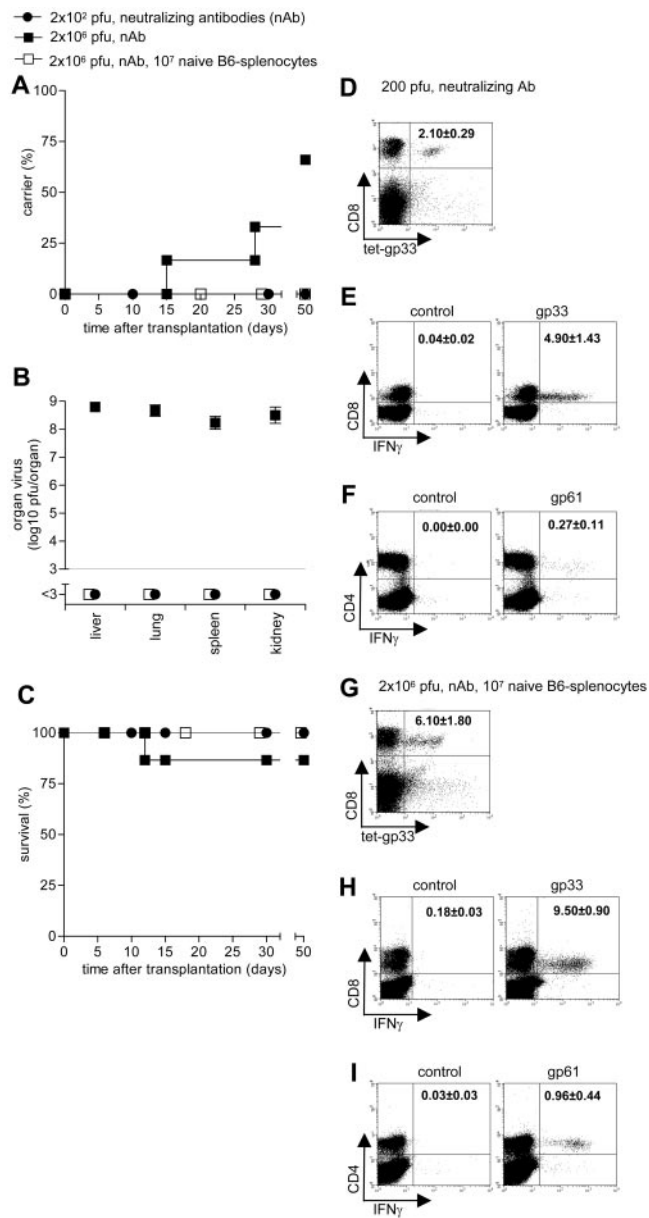 2x10² pfu, neutralizing antibodies (nAb)
2x10⁶ pfu, nAb
2x10⁶ pfu, nAb, 10⁷ naive B6-splenocytes
A
100
75
50
25
0
carrier (%)
0 5 10 15 20 25 30 50
time after transplantation (days)
B
9
8
7
6
5
4
3
<3
organ virus
(log10 pfu/organ)
liver
lung
spleen
kidney
C
100
75
50
25
0
survival (%)
0 5 10 15 20 25 30 50
time after transplantation (days)
D
200 pfu, neutralizing Ab
2.10±0.29
CD8
tet-gp33
E
control gp33
0.04±0.02 4.90±1.43
CD8
IFNγ
F
control gp61
0.00±0.00 0.27±0.11
CD4
IFNγ
G
2x10⁶ pfu, nAb, 10⁷ naive B6-splenocytes
6.10±1.80
CD8
tet-gp33
H
control gp33
0.18±0.03 9.50±0.90
CD8
IFNγ
I
control gp61
0.03±0.03 0.96±0.44
CD4
IFNγ